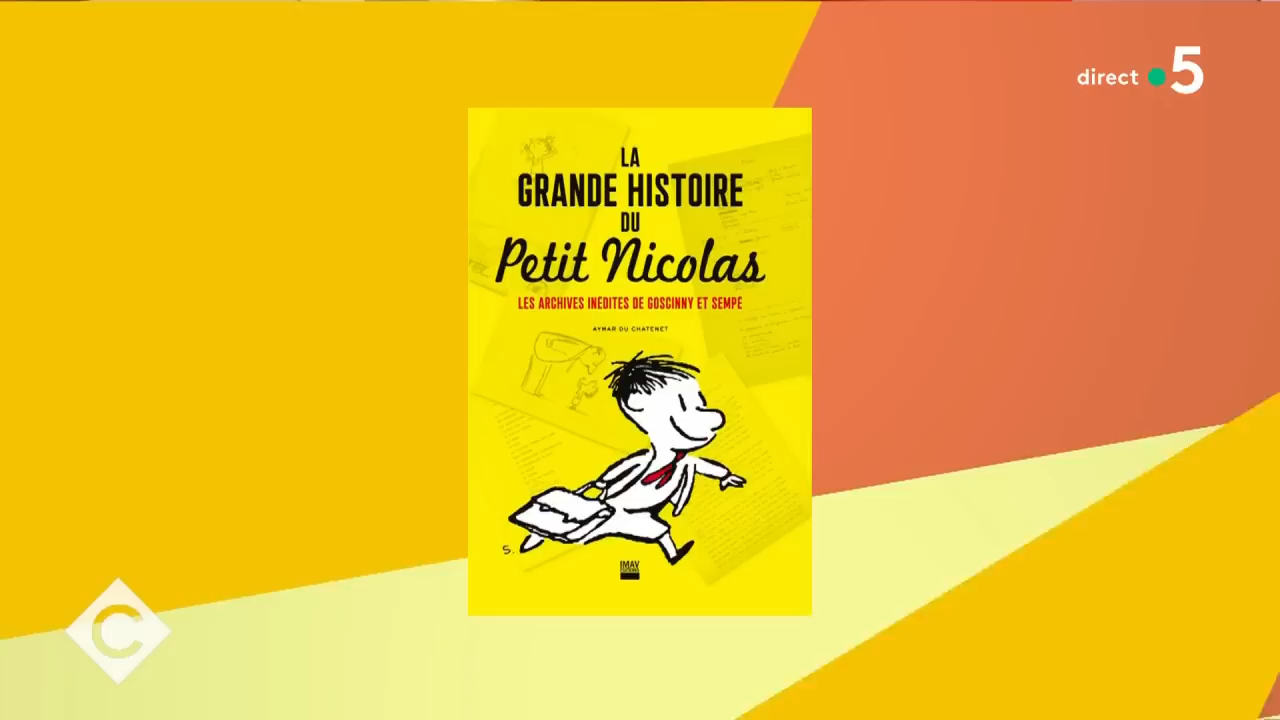 direct 5
LA
GRANDE HISTOIRE
DU
Petit Nicolas
LES ARCHIVES INÉDITES DE GOSCINNY ET SEMPÉ
AYMAR DU CHATENET
S.
IMAV
ÉDITIONS
C